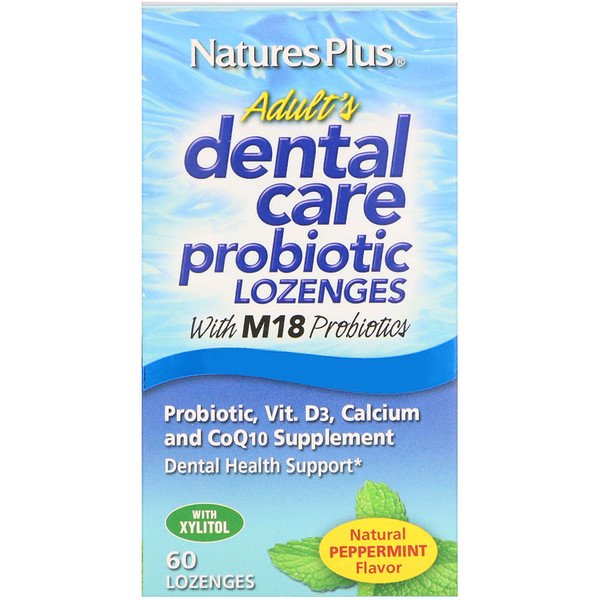 NaturesPlus®
Adult's
dental
care
probiotic
LOZENGES
With M18 Probiotics
Probiotic, Vit. D3, Calcium
and CoQ10 Supplement
Dental Health Support*
WITH
XYLITOL
60
LOZENGES
Natural
PEPPERMINT
Flavor